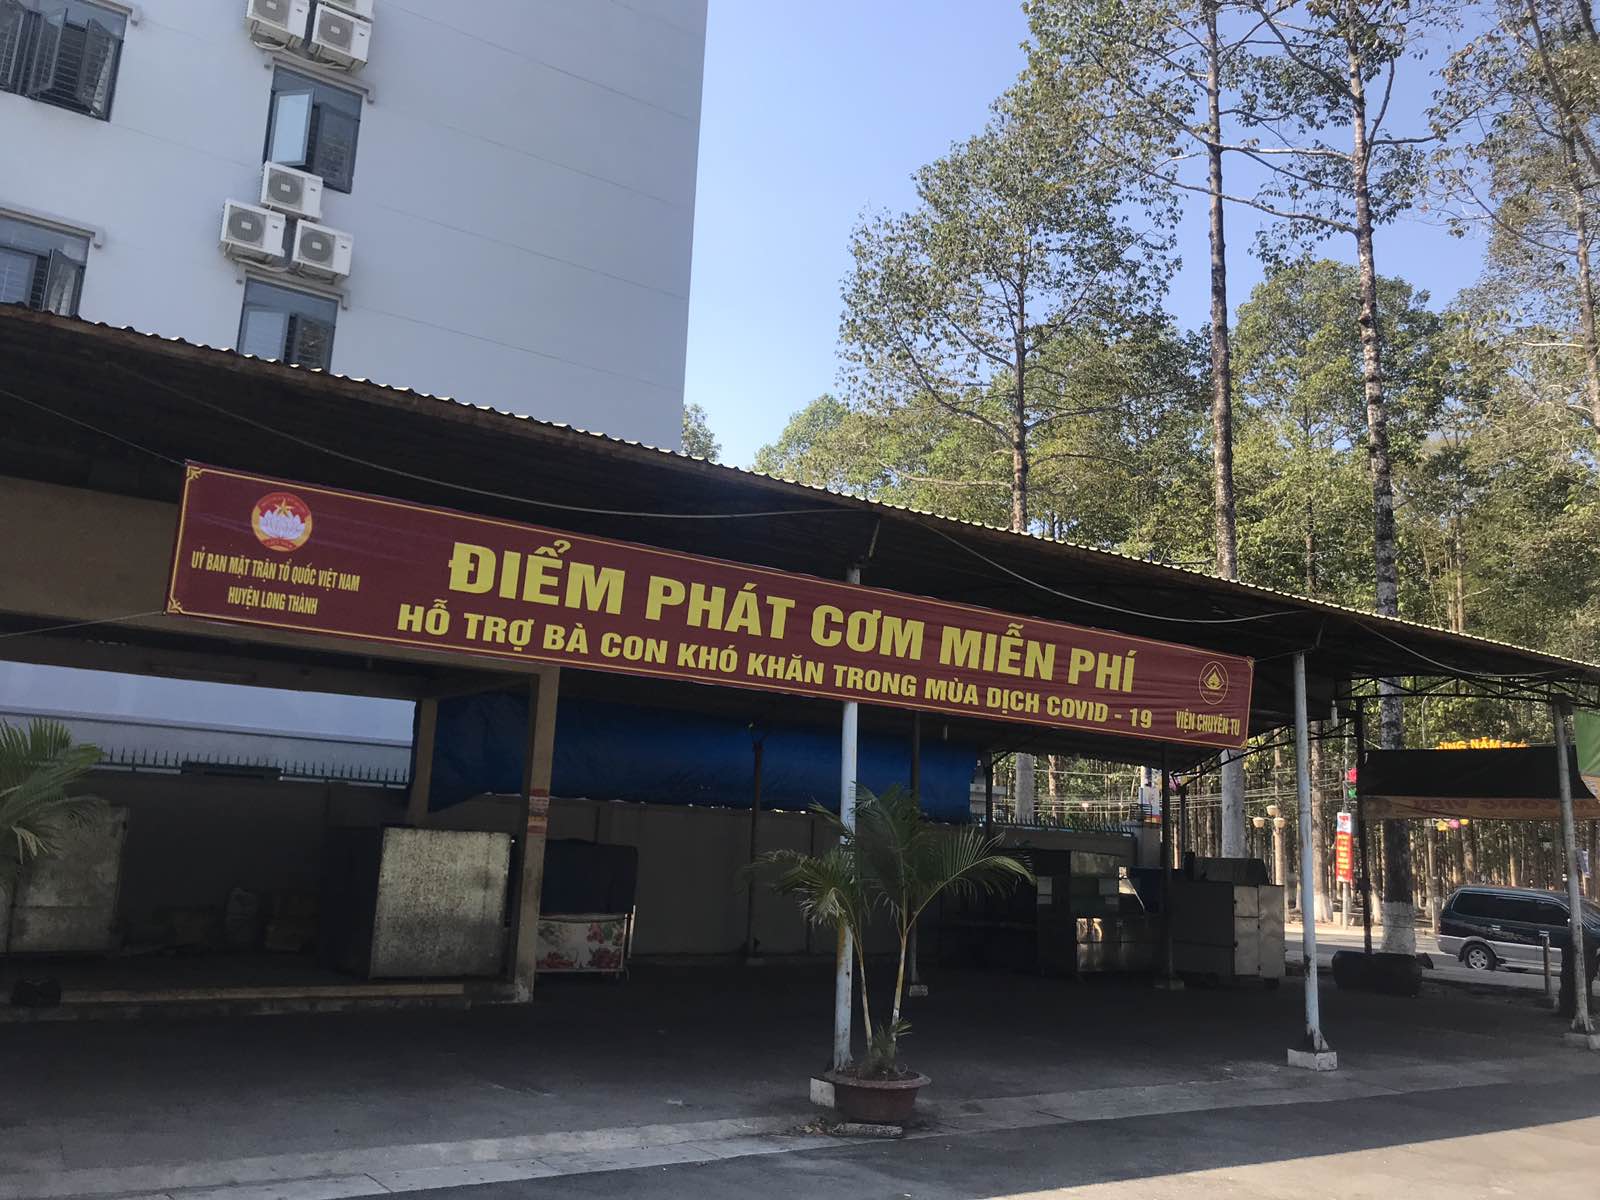 UỶ BAN MẶT TRẬN TỔ QUỐC VIỆT NAM
HUYỆN LONG THÀNH
ĐIỂM PHÁT CƠM MIỄN PHÍ
HỖ TRỢ BÀ CON KHÓ KHĂN TRONG MÙA DỊCH COVID - 19
VIỆN CHUYÊN TU